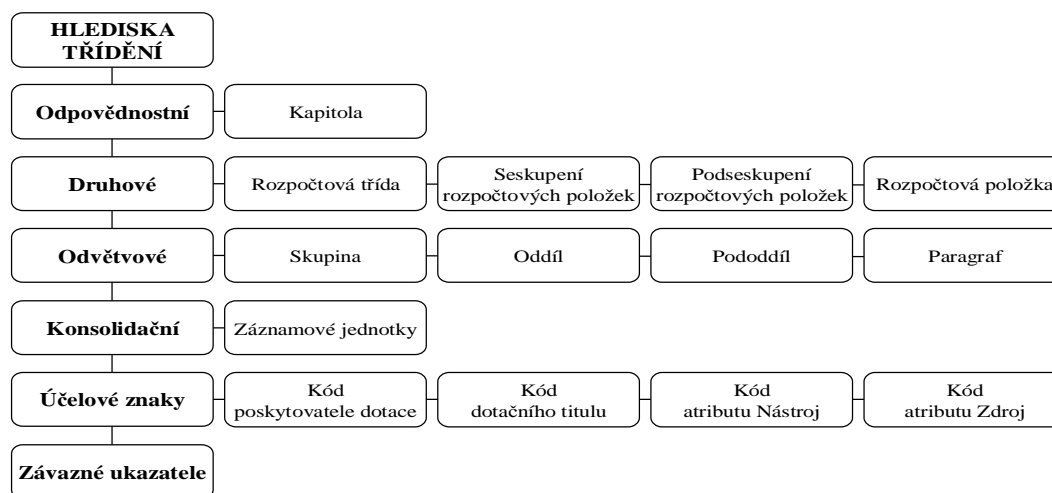 HLEDISKA
TŘÍDĚNÍ
Odpovědnostní
Kapitola
Druhové
Rozpočtová třída
Seskupení
rozpočtových položek
Podseskupení
rozpočtových položek
Rozpočtová položka
Odvětvové
Skupina
Oddíl
Pododdíl
Paragraf
Konsolidační
Záznamové jednotky
Účelové znaky
Kód
poskytovatele dotace
Kód
dotačního titulu
Kód
atributu Nástroj
Kód
atributu Zdroj
Závazné ukazatele